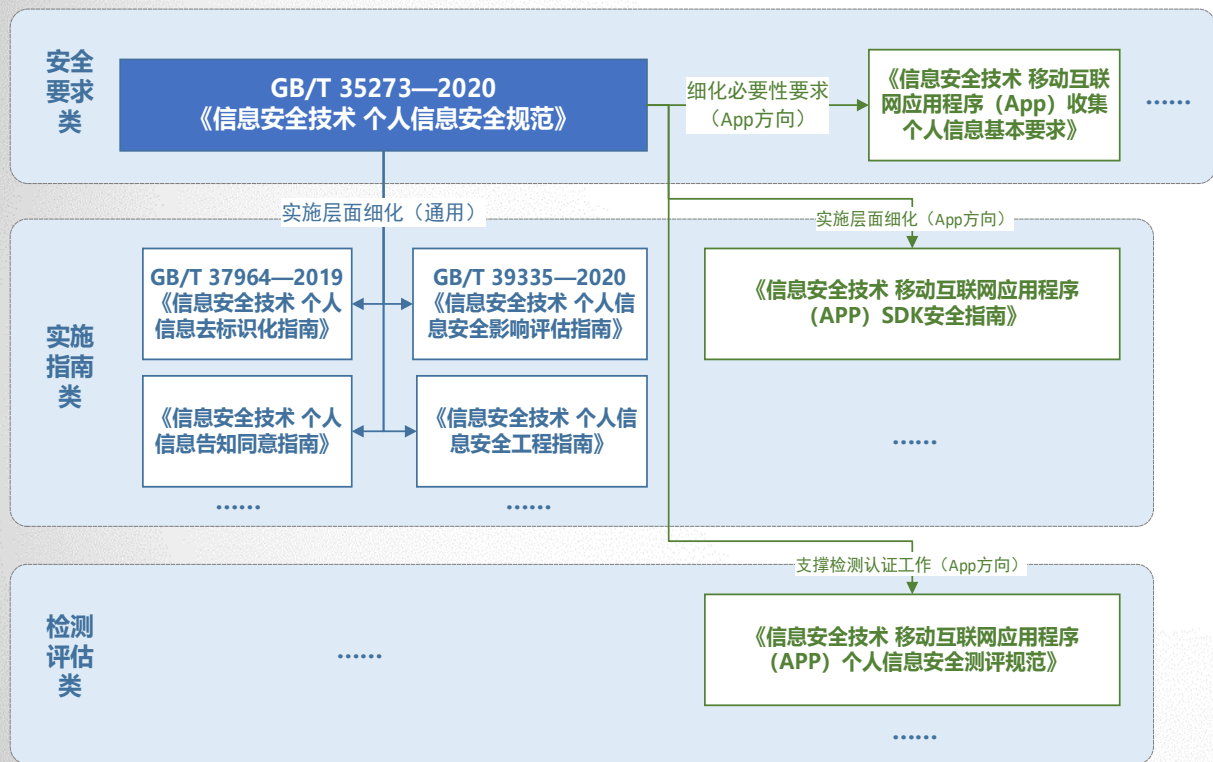 安全
要求
类
GB/T 35273—2020
《信息安全技术 个人信息安全规范》
细化必要性要求
（App方向）
《信息安全技术 移动互联
网应用程序（App）收集
个人信息基本要求》
……
实施层面细化（通用）
实施层面细化（App方向）
实施
指南
类
GB/T 37964—2019
《信息安全技术 个人
信息去标识化指南》
GB/T 39335—2020
《信息安全技术 个人信
息安全影响评估指南》
《信息安全技术 移动互联网应用程序
（APP）SDK安全指南》
《信息安全技术 个人
信息告知同意指南》
《信息安全技术 个人信
息安全工程指南》
……
……
……
支撑检测认证工作（App方向）
检测
评估
类
……
《信息安全技术 移动互联网应用程序
（APP）个人信息安全测评规范》
……